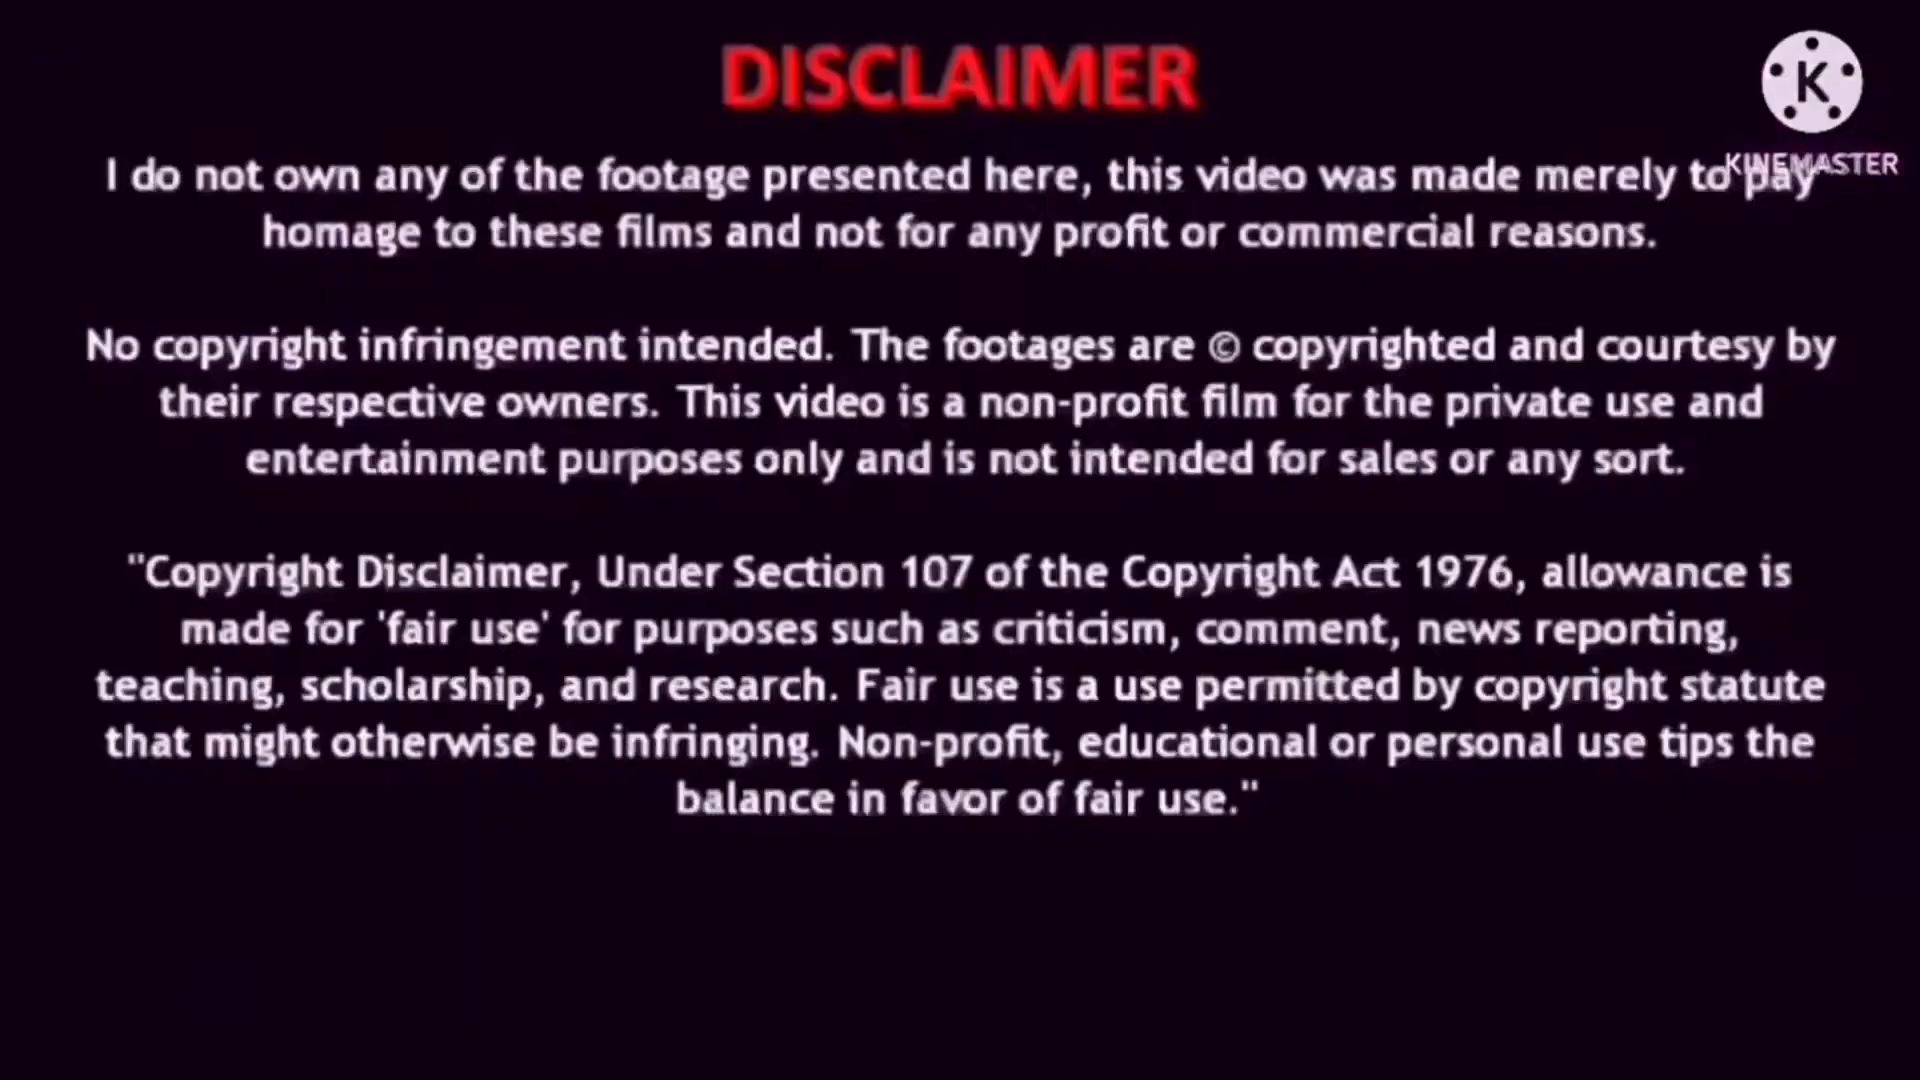 DISCLAIMER
K
KINEMASTER
I do not own any of the footage presented here, this video was made merely to pay
homage to these films and not for any profit or commercial reasons.
No copyright infringement intended. The footages are © copyrighted and courtesy by
their respective owners. This video is a non-profit film for the private use and
entertainment purposes only and is not intended for sales or any sort.
"Copyright Disclaimer, Under Section 107 of the Copyright Act 1976, allowance is
made for 'fair use' for purposes such as criticism, comment, news reporting,
teaching, scholarship, and research. Fair use is a use permitted by copyright statute
that might otherwise be infringing. Non-profit, educational or personal use tips the
balance in favor of fair use."